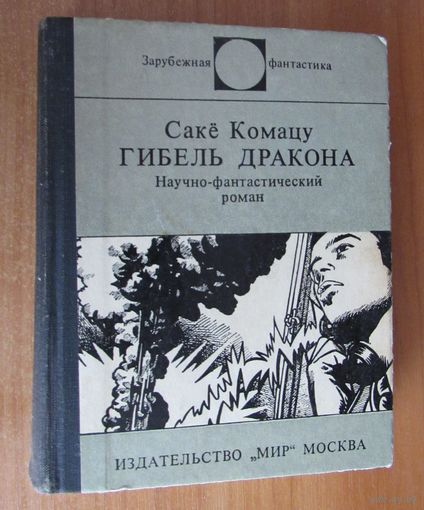 Зарубежная фантастика
Сакё Комацу
ГИБЕЛЬ ДРАКОНА
Научно-фантастический
роман
ИЗДАТЕЛЬСТВО „МИР“ МОСКВА